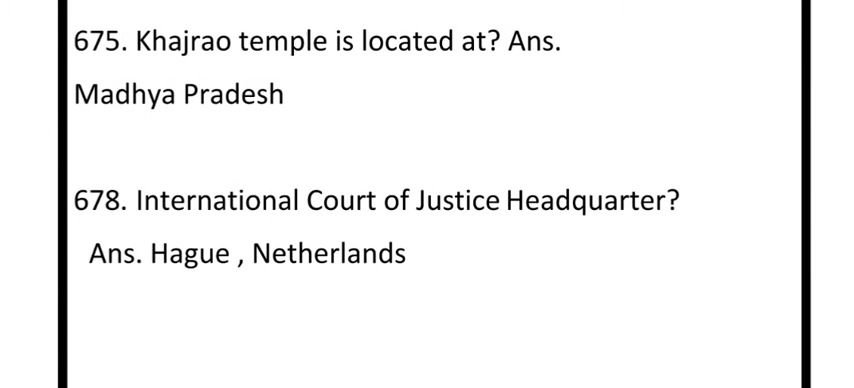 675. Khajrao temple is located at? Ans.
Madhya Pradesh
678. International Court of Justice Headquarter?
Ans. Hague , Netherlands